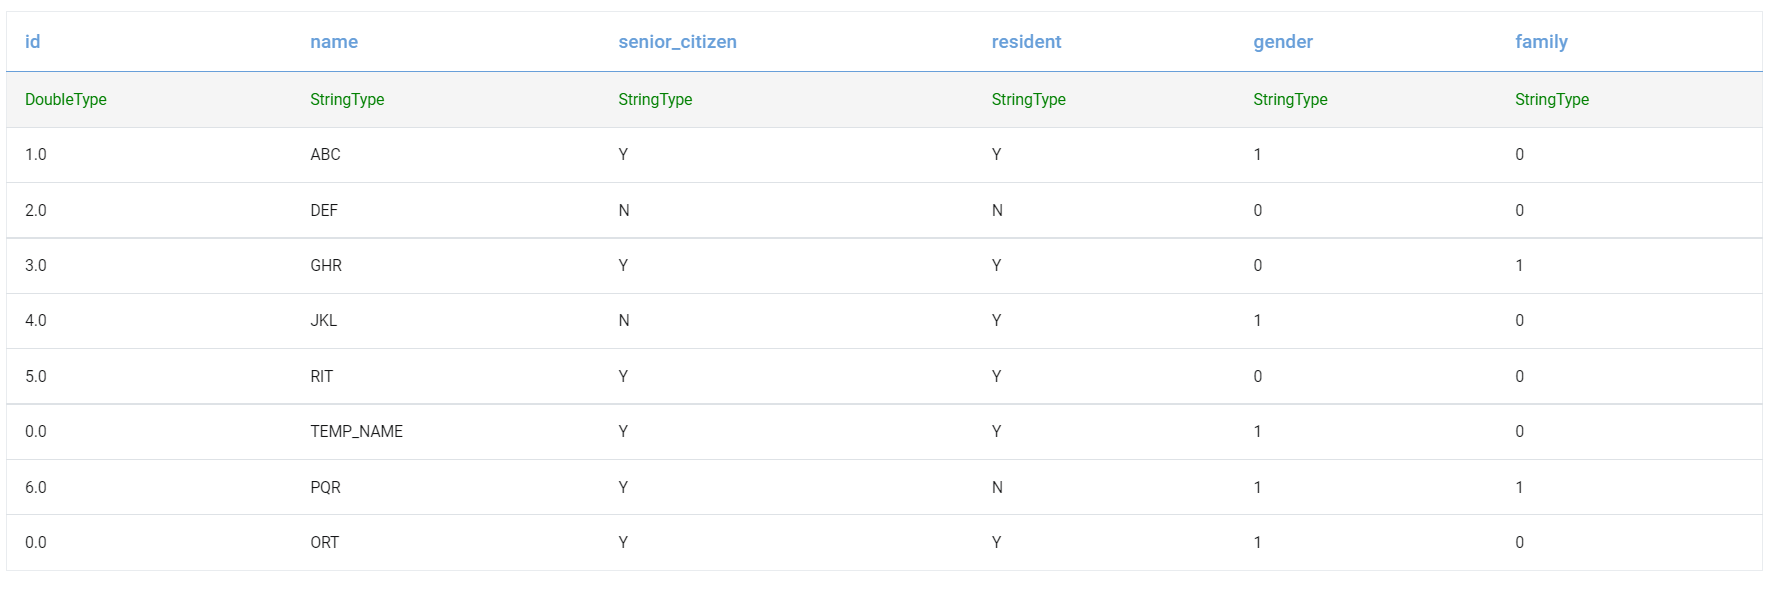 id name senior_citizen resident gender family
DoubleType StringType StringType StringType StringType StringType
1.0 ABC Y Y 1 0
2.0 DEF N N 0 0
3.0 GHR Y Y 0 1
4.0 JKL N Y 1 0
5.0 RIT Y Y 0 0
0.0 TEMP_NAME Y Y 1 0
6.0 PQR Y N 1 1
0.0 ORT Y Y 1 0